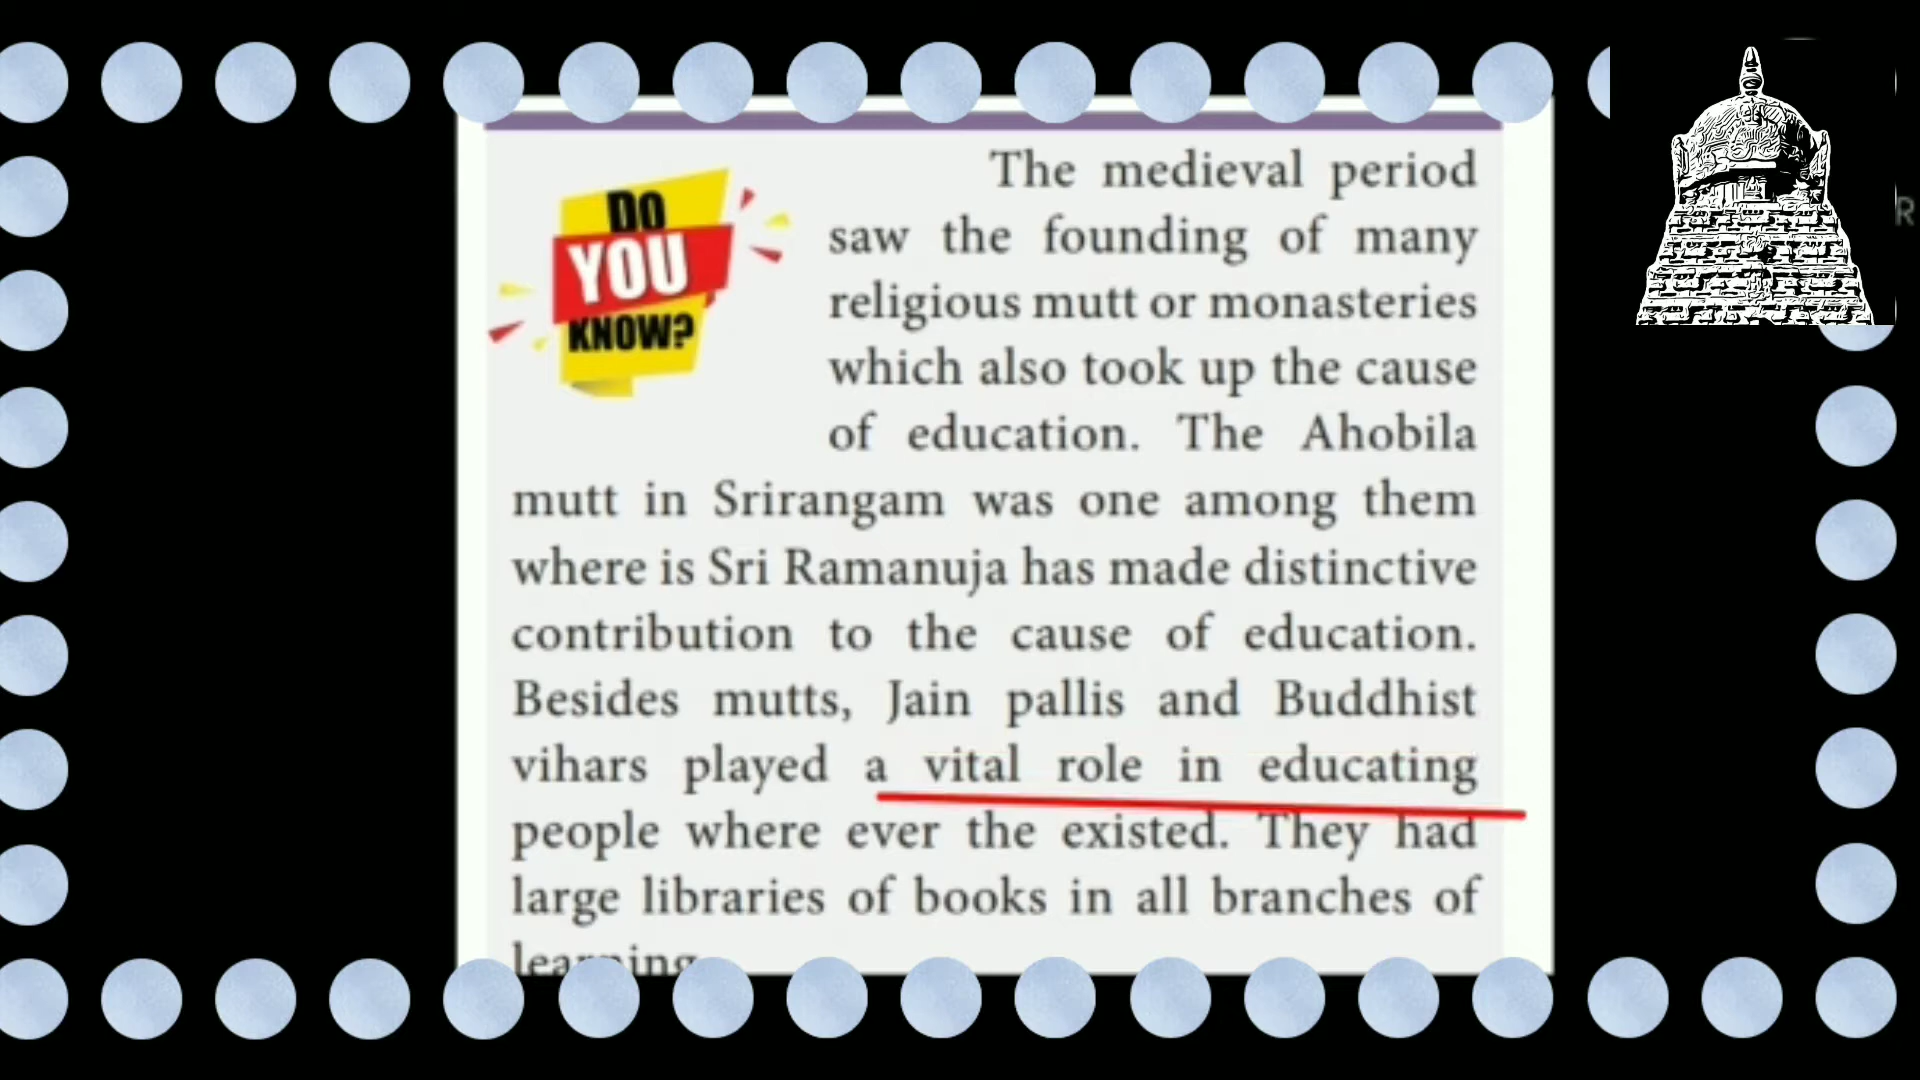 DO
YOU
KNOW?
The medieval period
saw the founding of many
religious mutt or monasteries
which also took up the cause
of education. The Ahobila
mutt in Srirangam was one among them
where is Sri Ramanuja has made distinctive
contribution to the cause of education.
Besides mutts, Jain pallis and Buddhist
vihars played a vital role in educating
people where ever the existed. They had
large libraries of books in all branches of
learning
R